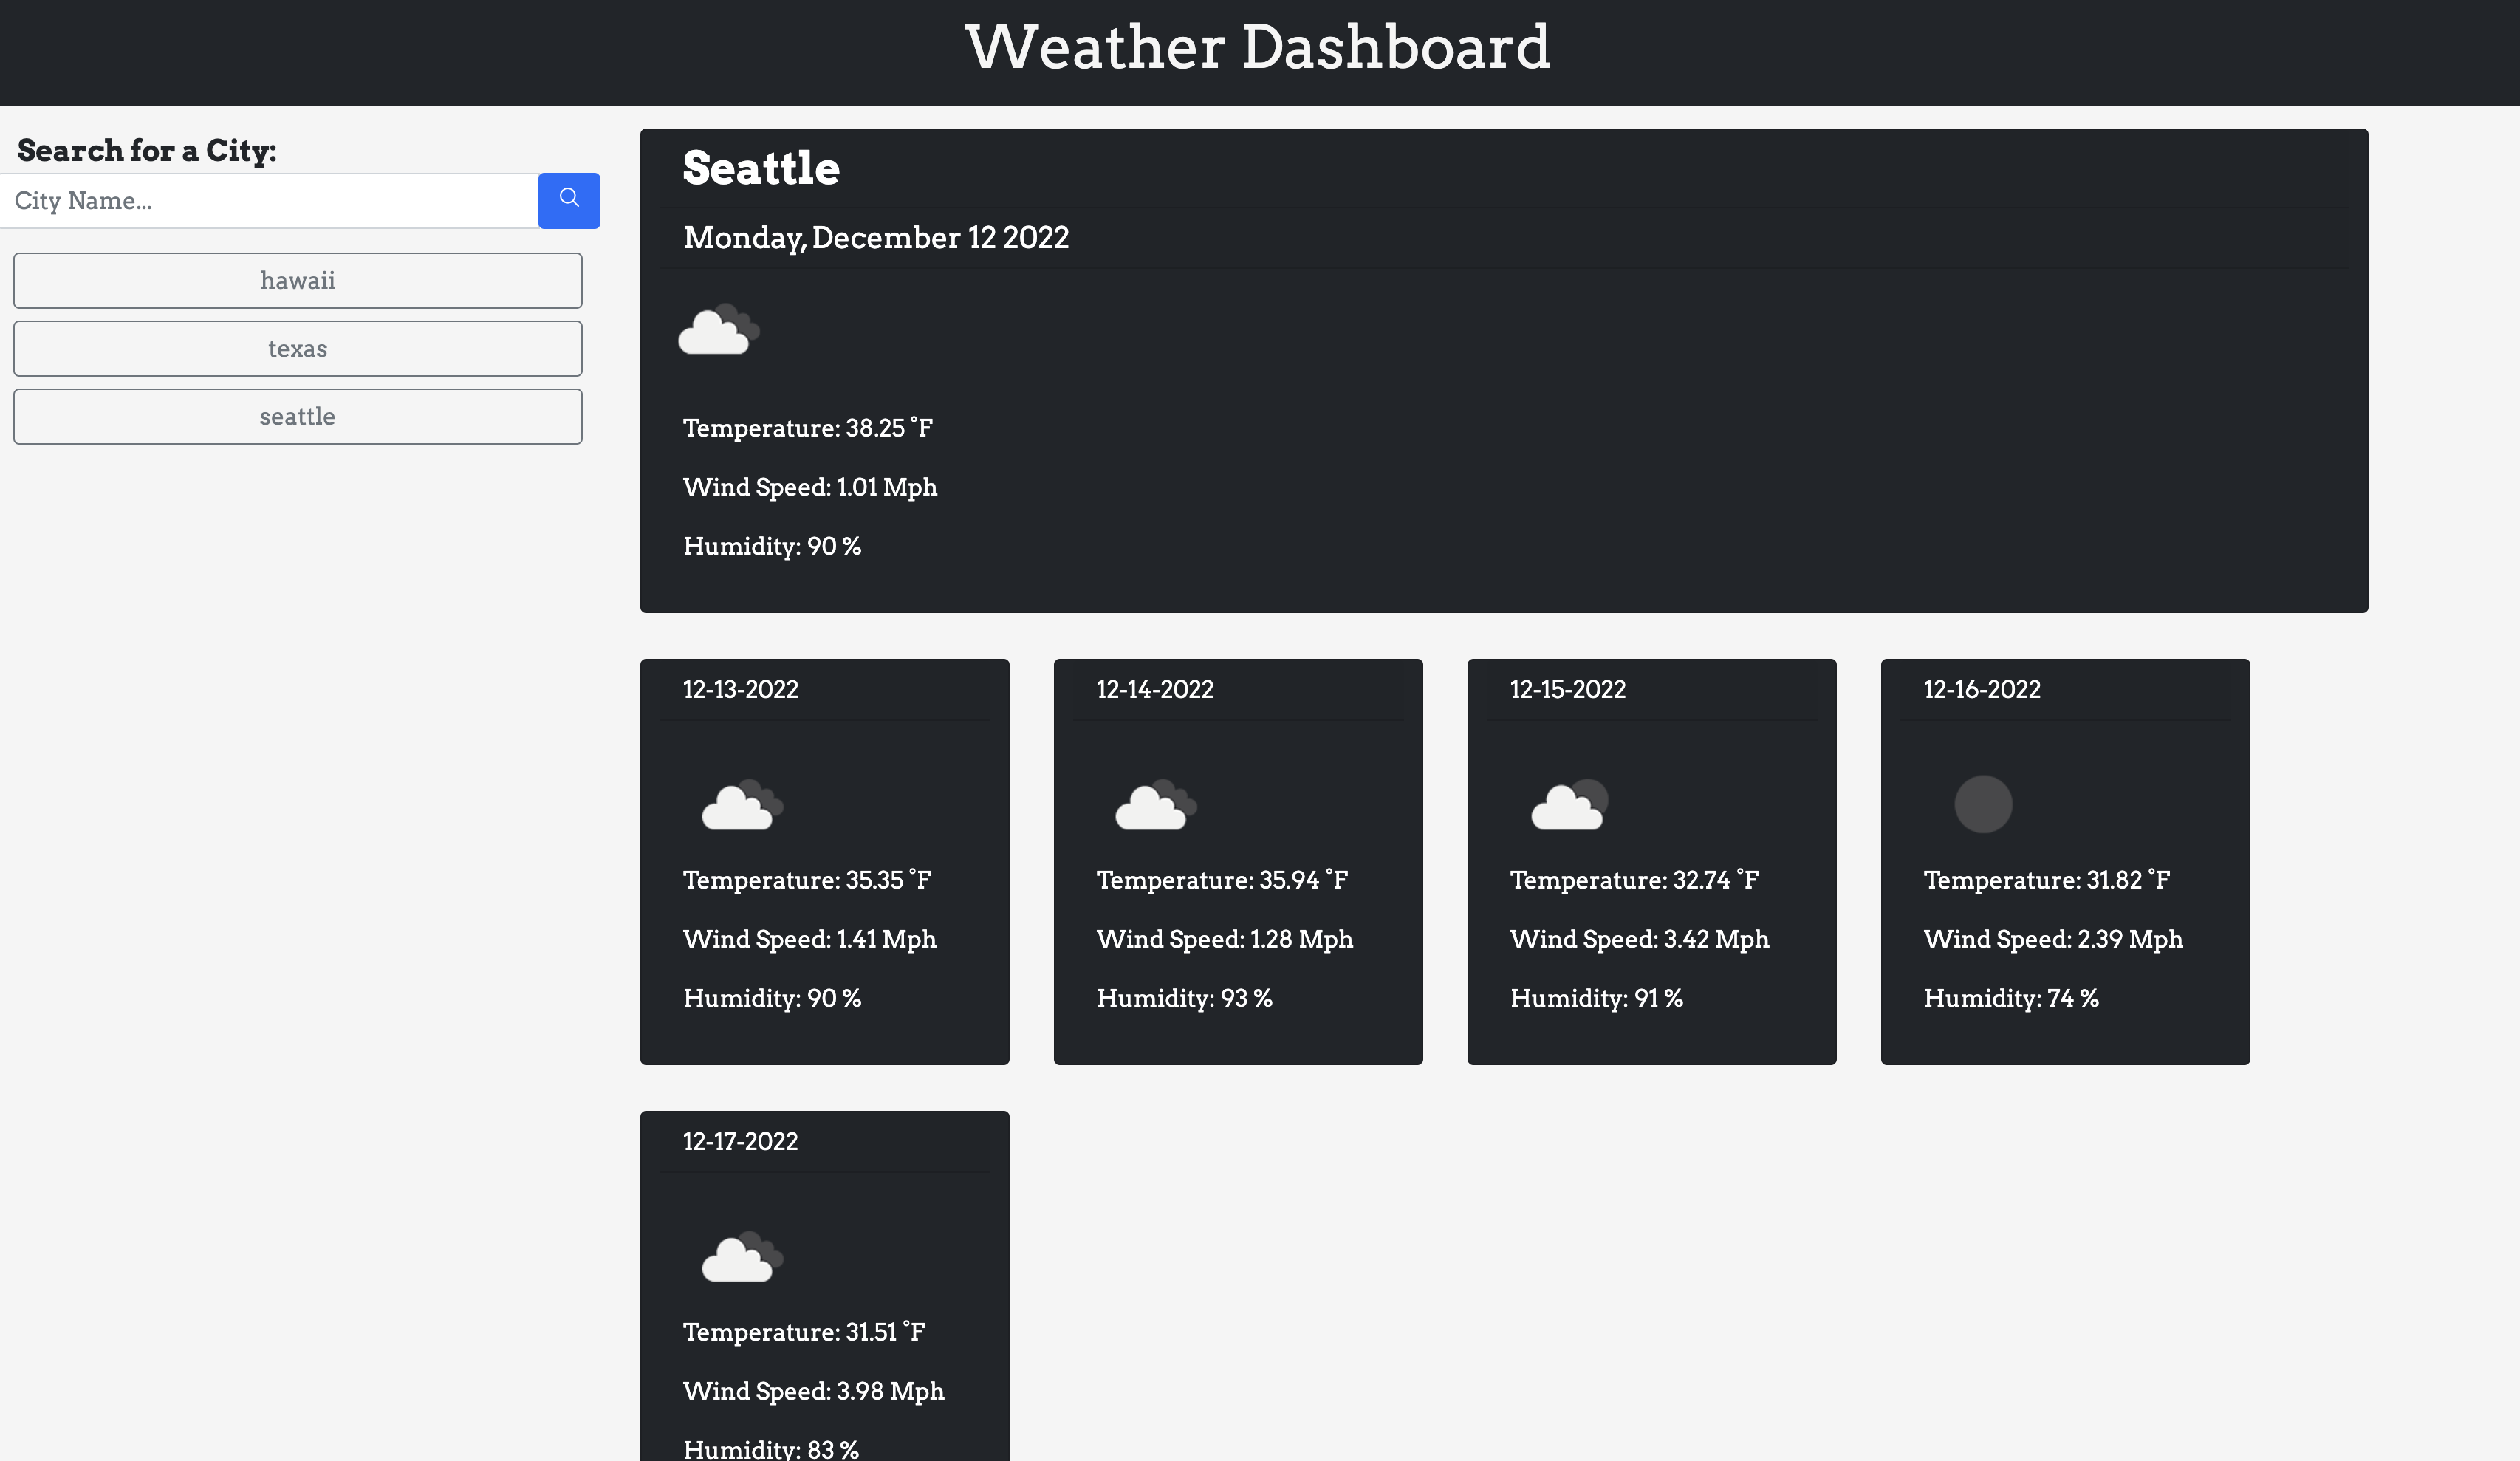 Weather Dashboard
Search for a City:
City Name...
hawaii
texas
seattle
Seattle
Monday, December 12 2022
Temperature: 38.25 ˚F
Wind Speed: 1.01 Mph
Humidity: 90 %
12-13-2022
Temperature: 35.35 ˚F
Wind Speed: 1.41 Mph
Humidity: 90 %
12-14-2022
Temperature: 35.94 ˚F
Wind Speed: 1.28 Mph
Humidity: 93 %
12-15-2022
Temperature: 32.74 ˚F
Wind Speed: 3.42 Mph
Humidity: 91 %
12-16-2022
Temperature: 31.82 ˚F
Wind Speed: 2.39 Mph
Humidity: 74 %
12-17-2022
Temperature: 31.51 ˚F
Wind Speed: 3.98 Mph
Humidity: 83 %